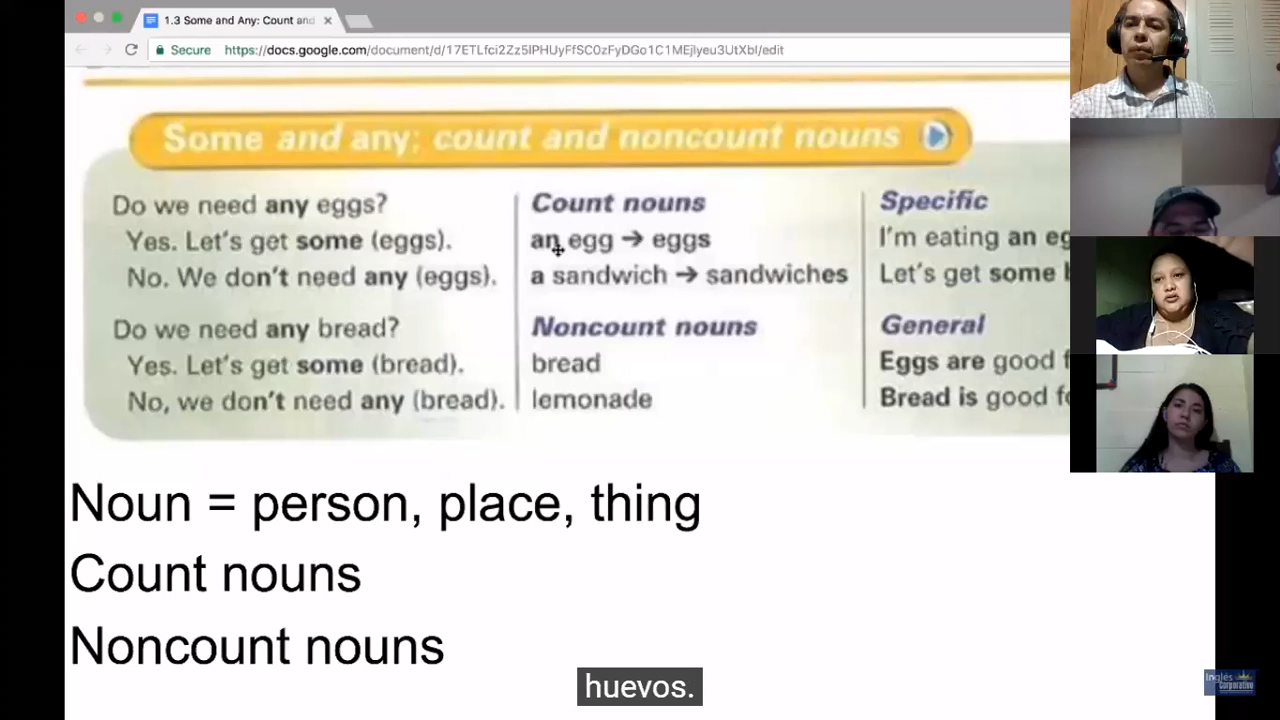 1.3 Some and Any: Count and
Secure https://docs.google.com/document/d/17ETLfci2Zz5IPHUyFfSC0zFyDGo1C1MEjlyeu3UtXbI/edit
Some and any; count and noncount nouns
Do we need any eggs?
Yes. Let's get some (eggs).
No. We don't need any (eggs).
Do we need any bread?
Yes. Let's get some (bread).
No, we don't need any (bread).
Count nouns
an egg → eggs
a sandwich → sandwiches
Noncount nouns
bread
lemonade
Specific
I'm eating an eg
Let's get some
General
Eggs are good
Bread is good fo
Noun = person, place, thing
Count nouns
Noncount nouns
huevos.
Inglés
Corporativo